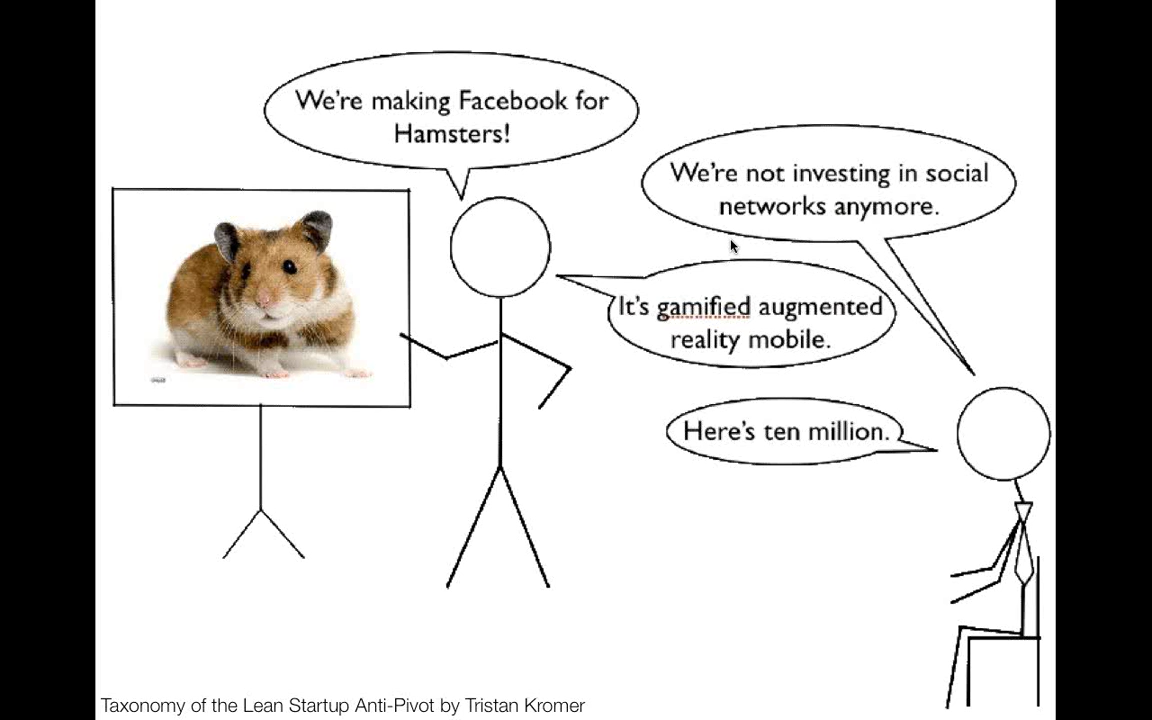 We're making Facebook for
Hamsters!
We're not investing in social
networks anymore.
It's gamified augmented
reality mobile.
Here's ten million.
Taxonomy of the Lean Startup Anti-Pivot by Tristan Kromer